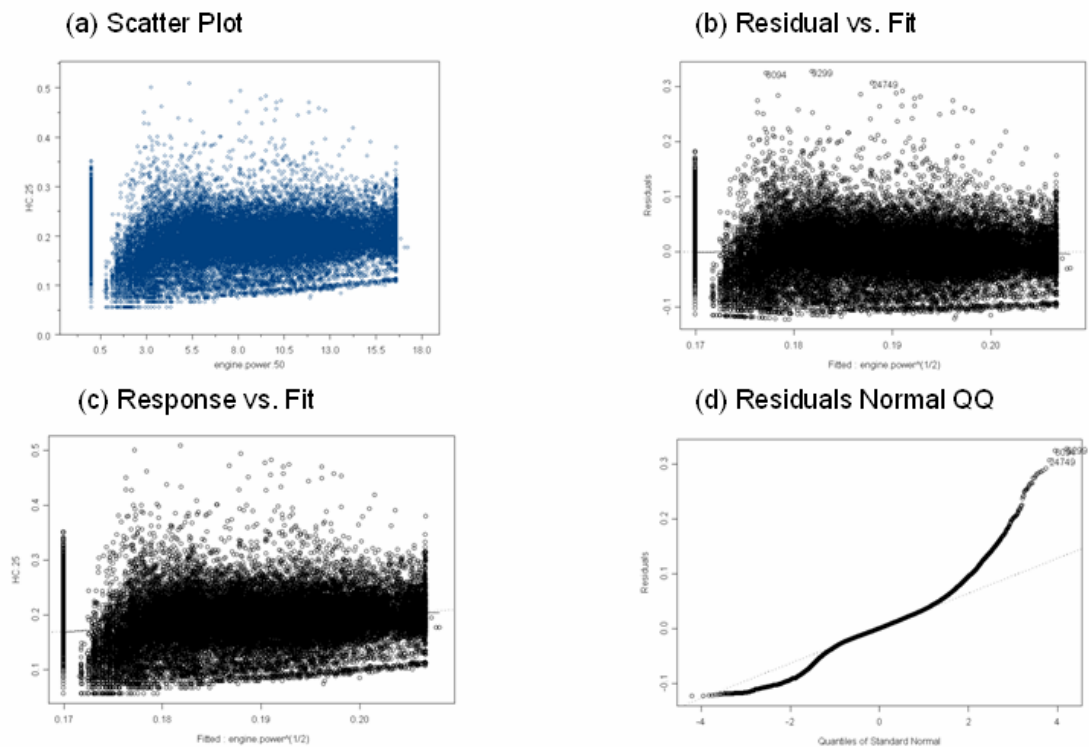 (a) Scatter Plot
HC.25
0.5
0.4
0.3
0.2
0.1
0.0
0.5 3.0 5.5 8.0 10.5 13.0 15.5 18.0
engine.power.50
(b) Residual vs. Fit
Residuals
0.3
0.2
0.1
0.0
-0.1
9299
24749
0.17 0.18 0.19 0.20
Fitted : engine.power^(1/2)
(c) Response vs. Fit
HC.25
0.5
0.4
0.3
0.2
0.1
0.17 0.18 0.19 0.20
Fitted : engine.power^(1/2)
(d) Residuals Normal QQ
Residuals
0.3
0.2
0.1
0.0
-0.1
24749
-4 -2 0 2 4
Quantiles of Standard Normal